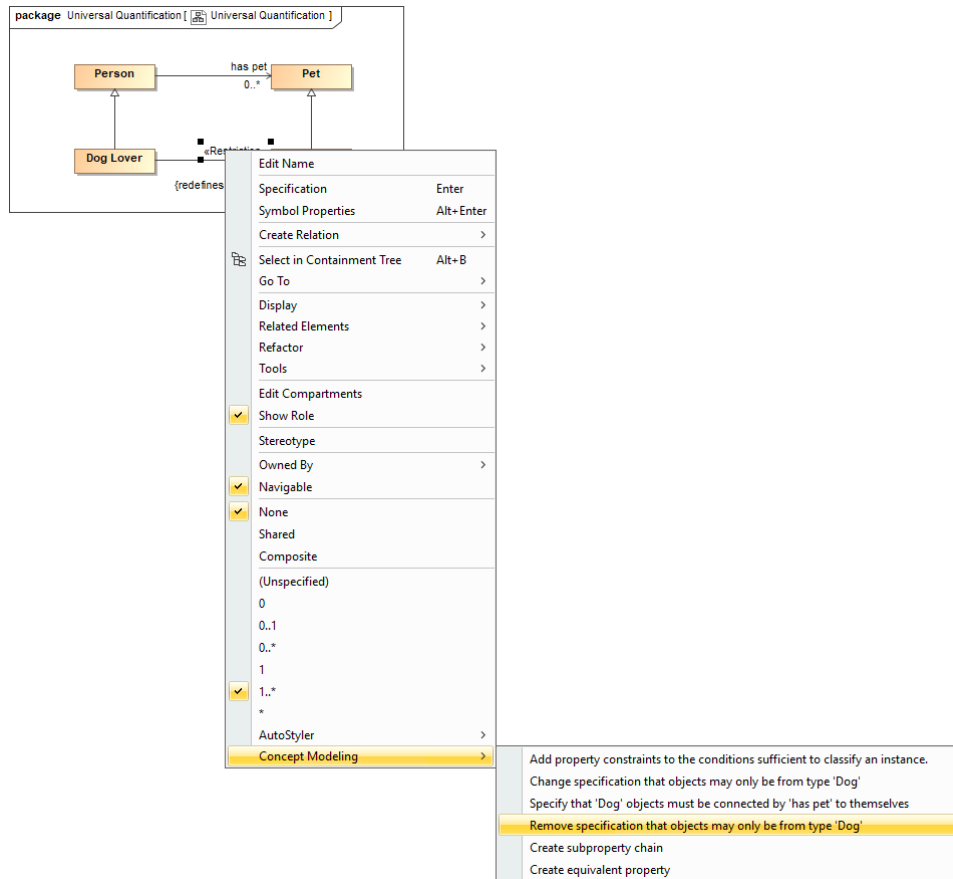 package Universal Quantification [ Universal Quantification ]
Person
has pet
0..*
Pet
Dog Lover
{redefines
Edit Name
Specification Enter
Symbol Properties Alt+Enter
Create Relation
Select in Containment Tree Alt+B
Go To
Display
Related Elements
Refactor
Tools
Edit Compartments
Show Role
Stereotype
Owned By
Navigable
None
Shared
Composite
(Unspecified)
0
0..1
0..*
1
1..*
*
AutoStyler
Concept Modeling
Add property constraints to the conditions sufficient to classify an instance.
Change specification that objects may only be from type 'Dog'
Specify that 'Dog' objects must be connected by 'has pet' to themselves
Remove specification that objects may only be from type 'Dog'
Create subproperty chain
Create equivalent property